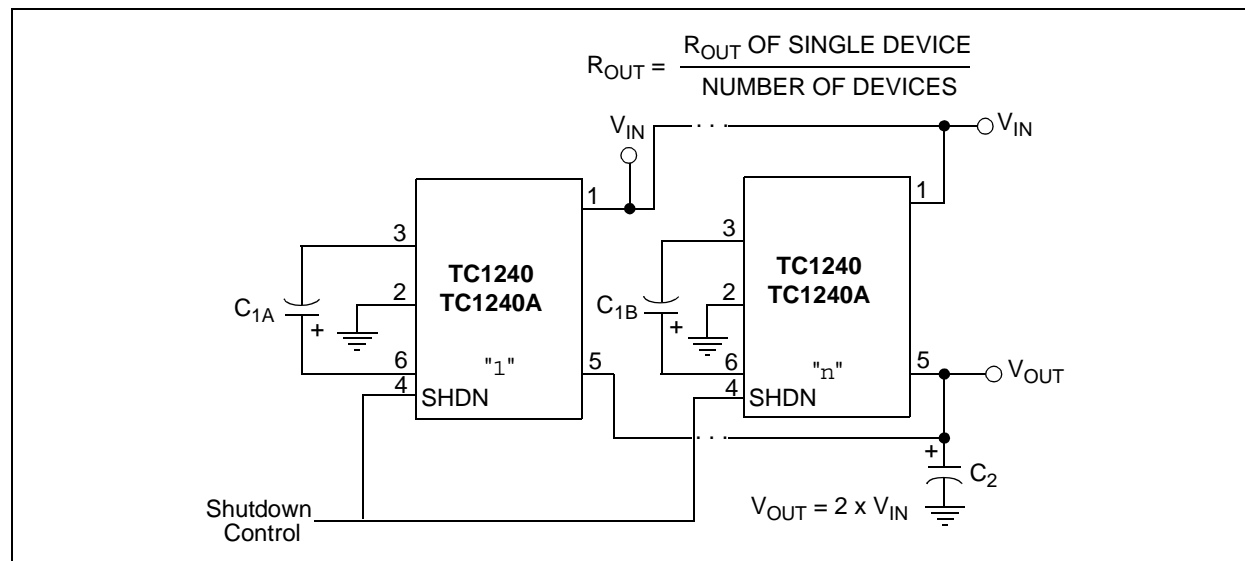 R_OUT = R_OUT OF SINGLE DEVICE
NUMBER OF DEVICES
V_IN
· · ·
V_IN
1
1
3
3
TC1240
TC1240A
TC1240
TC1240A
2
2
C_1A
+
C_1B
+
"1"
"n"
6
5
6
5
V_OUT
4
SHDN
4
SHDN
· · ·
+
C_2
V_OUT = 2 x V_IN
Shutdown
Control